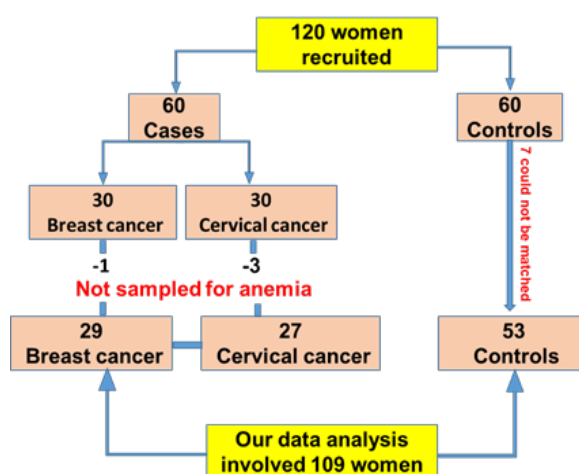 120 women
recruited
60
Cases
60
Controls
7 could not be matched
30
Breast cancer
30
Cervical cancer
-1
-3
Not sampled for anemia
29
Breast cancer
27
Cervical cancer
53
Controls
Our data analysis
involved 109 women